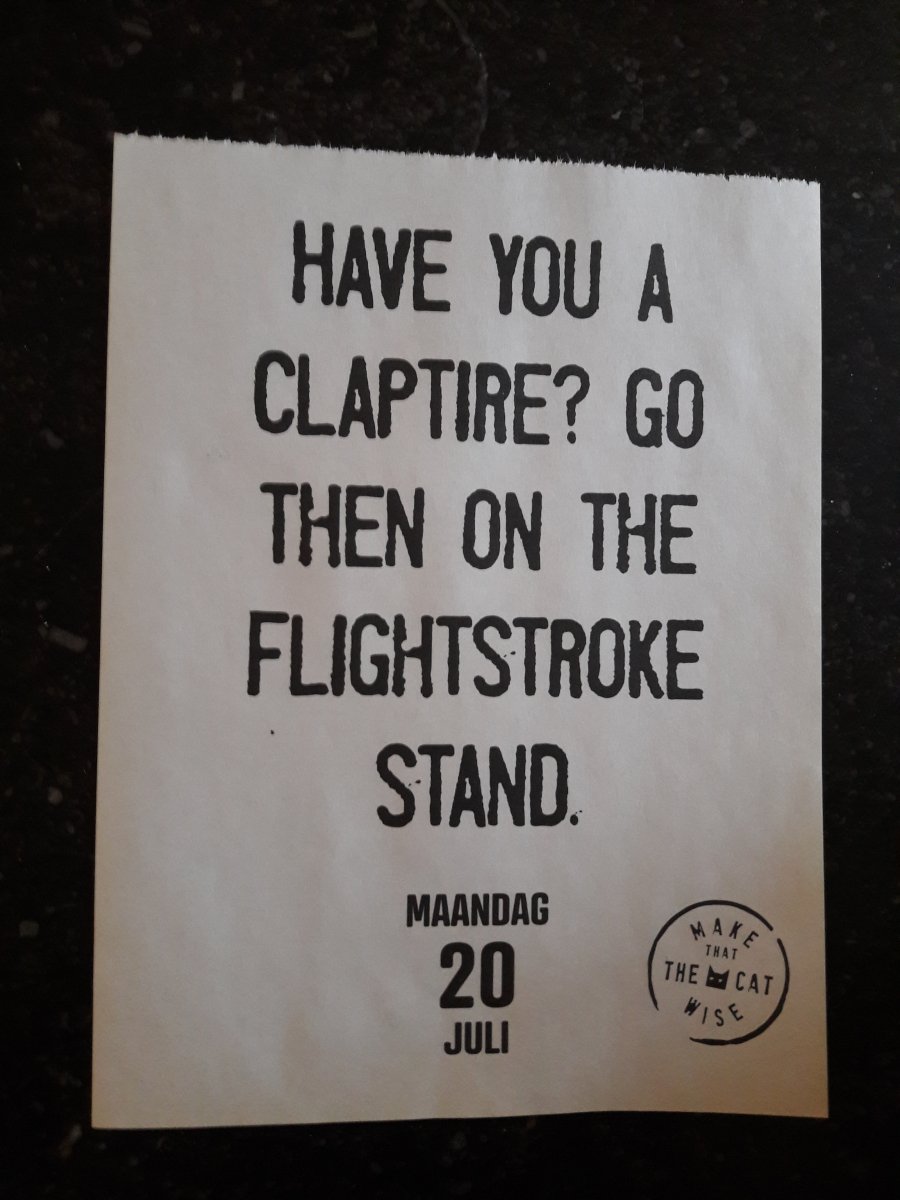 HAVE YOU A
CLAPTIRE? GO
THEN ON THE
FLIGHTSTROKE
STAND.
MAANDAG
20
JULI
MAKE
THAT
THE CAT
WISE